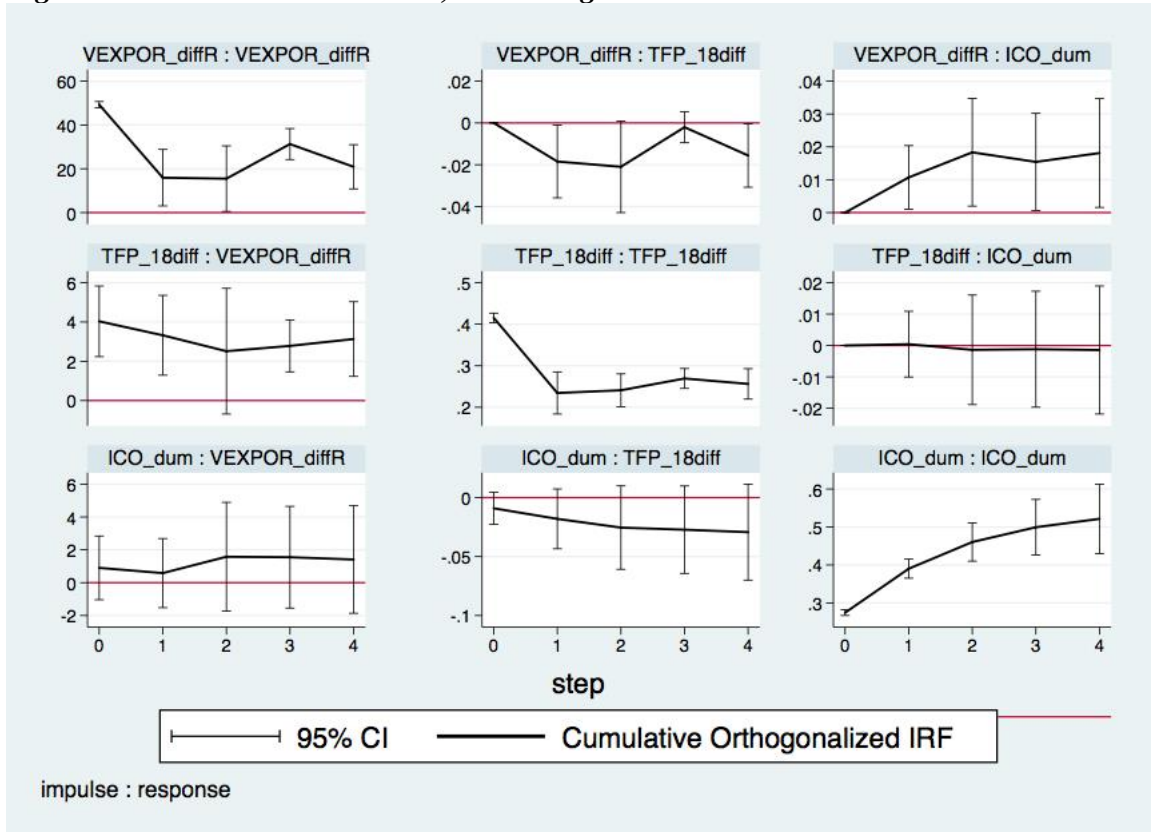 VEXPOR_diffR : VEXPOR_diffR
VEXPOR_diffR : TFP_18diff
VEXPOR_diffR : ICO_dum
60
40
20
0
.02
0
-.02
-.04
.04
.03
.02
.01
0
TFP_18diff : VEXPOR_diffR
TFP_18diff : TFP_18diff
TFP_18diff : ICO_dum
6
4
2
0
.5
.4
.3
.2
.02
.01
0
-.01
-.02
ICO_dum : VEXPOR_diffR
ICO_dum : TFP_18diff
ICO_dum : ICO_dum
6
4
2
0
-2
0
-.05
-.1
.6
.5
.4
.3
0 1 2 3 4
0 1 2 3 4
0 1 2 3 4
step
95% CI
Cumulative Orthogonalized IRF
impulse : response